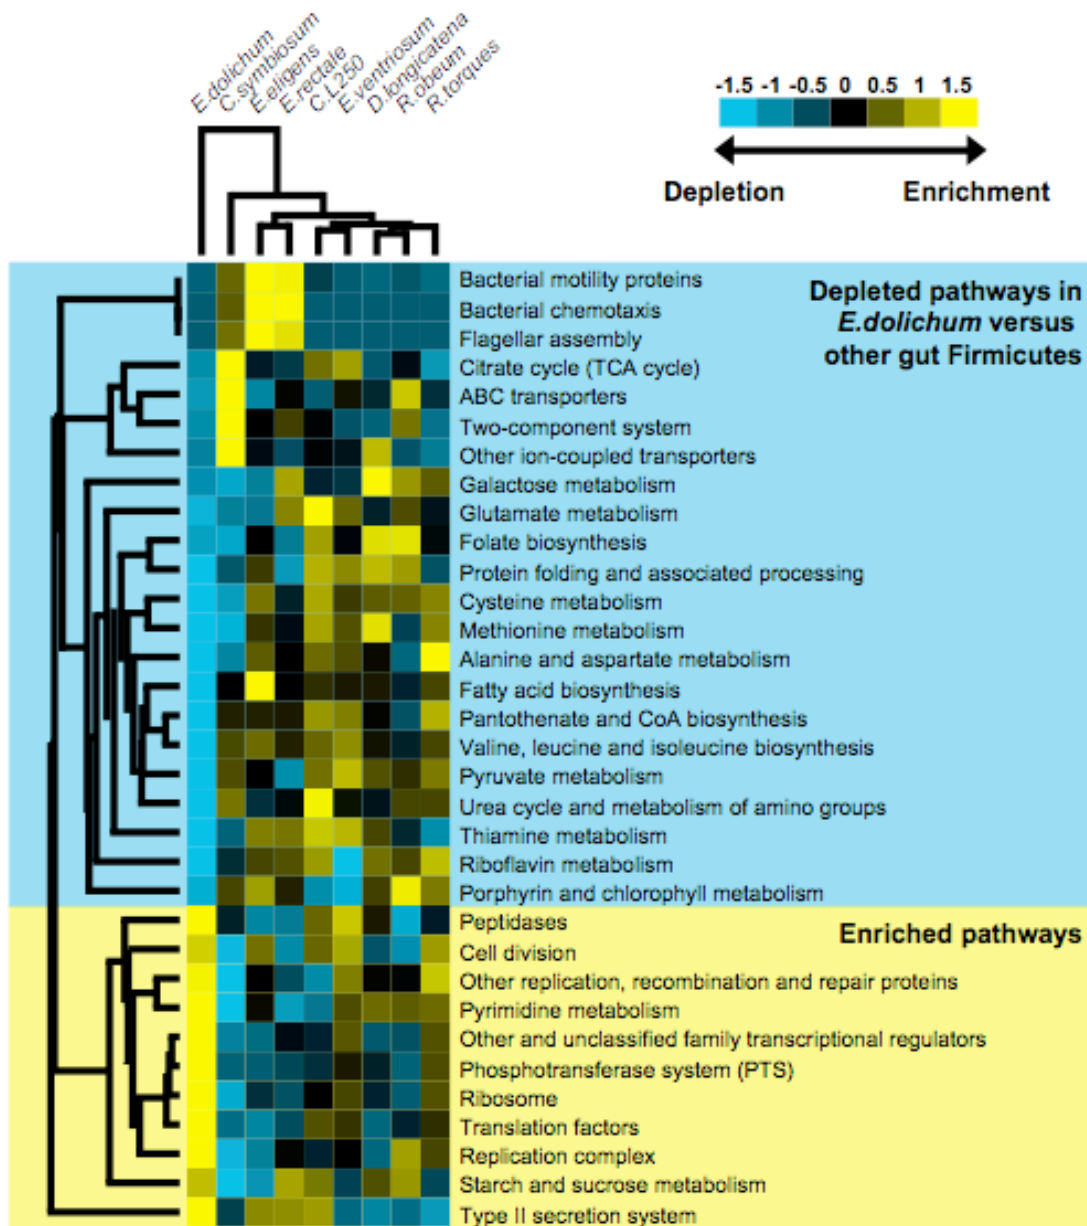 E.dolichum
C.symbiosum
E.eligens
E.rectale
C.L250
E.ventriosum
D.longicatena
R.obeum
R.torques
-1.5 -1 -0.5 0 0.5 1 1.5
Depletion Enrichment
Depleted pathways in
E.dolichum versus
other gut Firmicutes
Bacterial motility proteins
Bacterial chemotaxis
Flagellar assembly
Citrate cycle (TCA cycle)
ABC transporters
Two-component system
Other ion-coupled transporters
Galactose metabolism
Glutamate metabolism
Folate biosynthesis
Protein folding and associated processing
Cysteine metabolism
Methionine metabolism
Alanine and aspartate metabolism
Fatty acid biosynthesis
Pantothenate and CoA biosynthesis
Valine, leucine and isoleucine biosynthesis
Pyruvate metabolism
Urea cycle and metabolism of amino groups
Thiamine metabolism
Riboflavin metabolism
Porphyrin and chlorophyll metabolism
Enriched pathways
Peptidases
Cell division
Other replication, recombination and repair proteins
Pyrimidine metabolism
Other and unclassified family transcriptional regulators
Phosphotransferase system (PTS)
Ribosome
Translation factors
Replication complex
Starch and sucrose metabolism
Type II secretion system